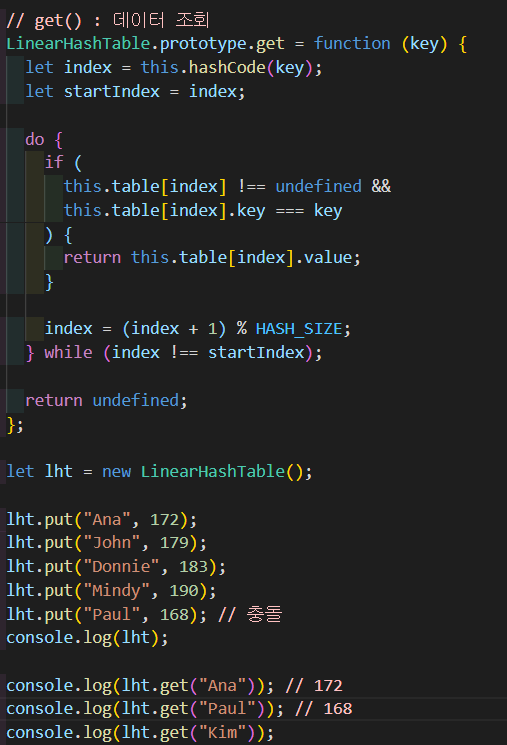 // get() : 데이터 조회
LinearHashTable.prototype.get = function (key) {
  let index = this.hashCode(key);
  let startIndex = index;

  do {
    if (
      this.table[index] !== undefined &&
      this.table[index].key === key
    ) {
      return this.table[index].value;
    }

    index = (index + 1) % HASH_SIZE;
  } while (index !== startIndex);

  return undefined;
};

let lht = new LinearHashTable();

lht.put("Ana", 172);
lht.put("John", 179);
lht.put("Donnie", 183);
lht.put("Mindy", 190);
lht.put("Paul", 168); // 충돌
console.log(lht);

console.log(lht.get("Ana")); // 172
console.log(lht.get("Paul")); // 168
console.log(lht.get("Kim"));